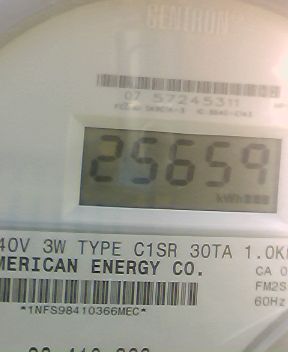 CENTRON®
07 57245311
25659
kWh
40V 3W TYPE C1SR 30TA 1.0K
MERICAN ENERGY CO.
CA 0
FM2S
60Hz
*1NFS98410366MEC*